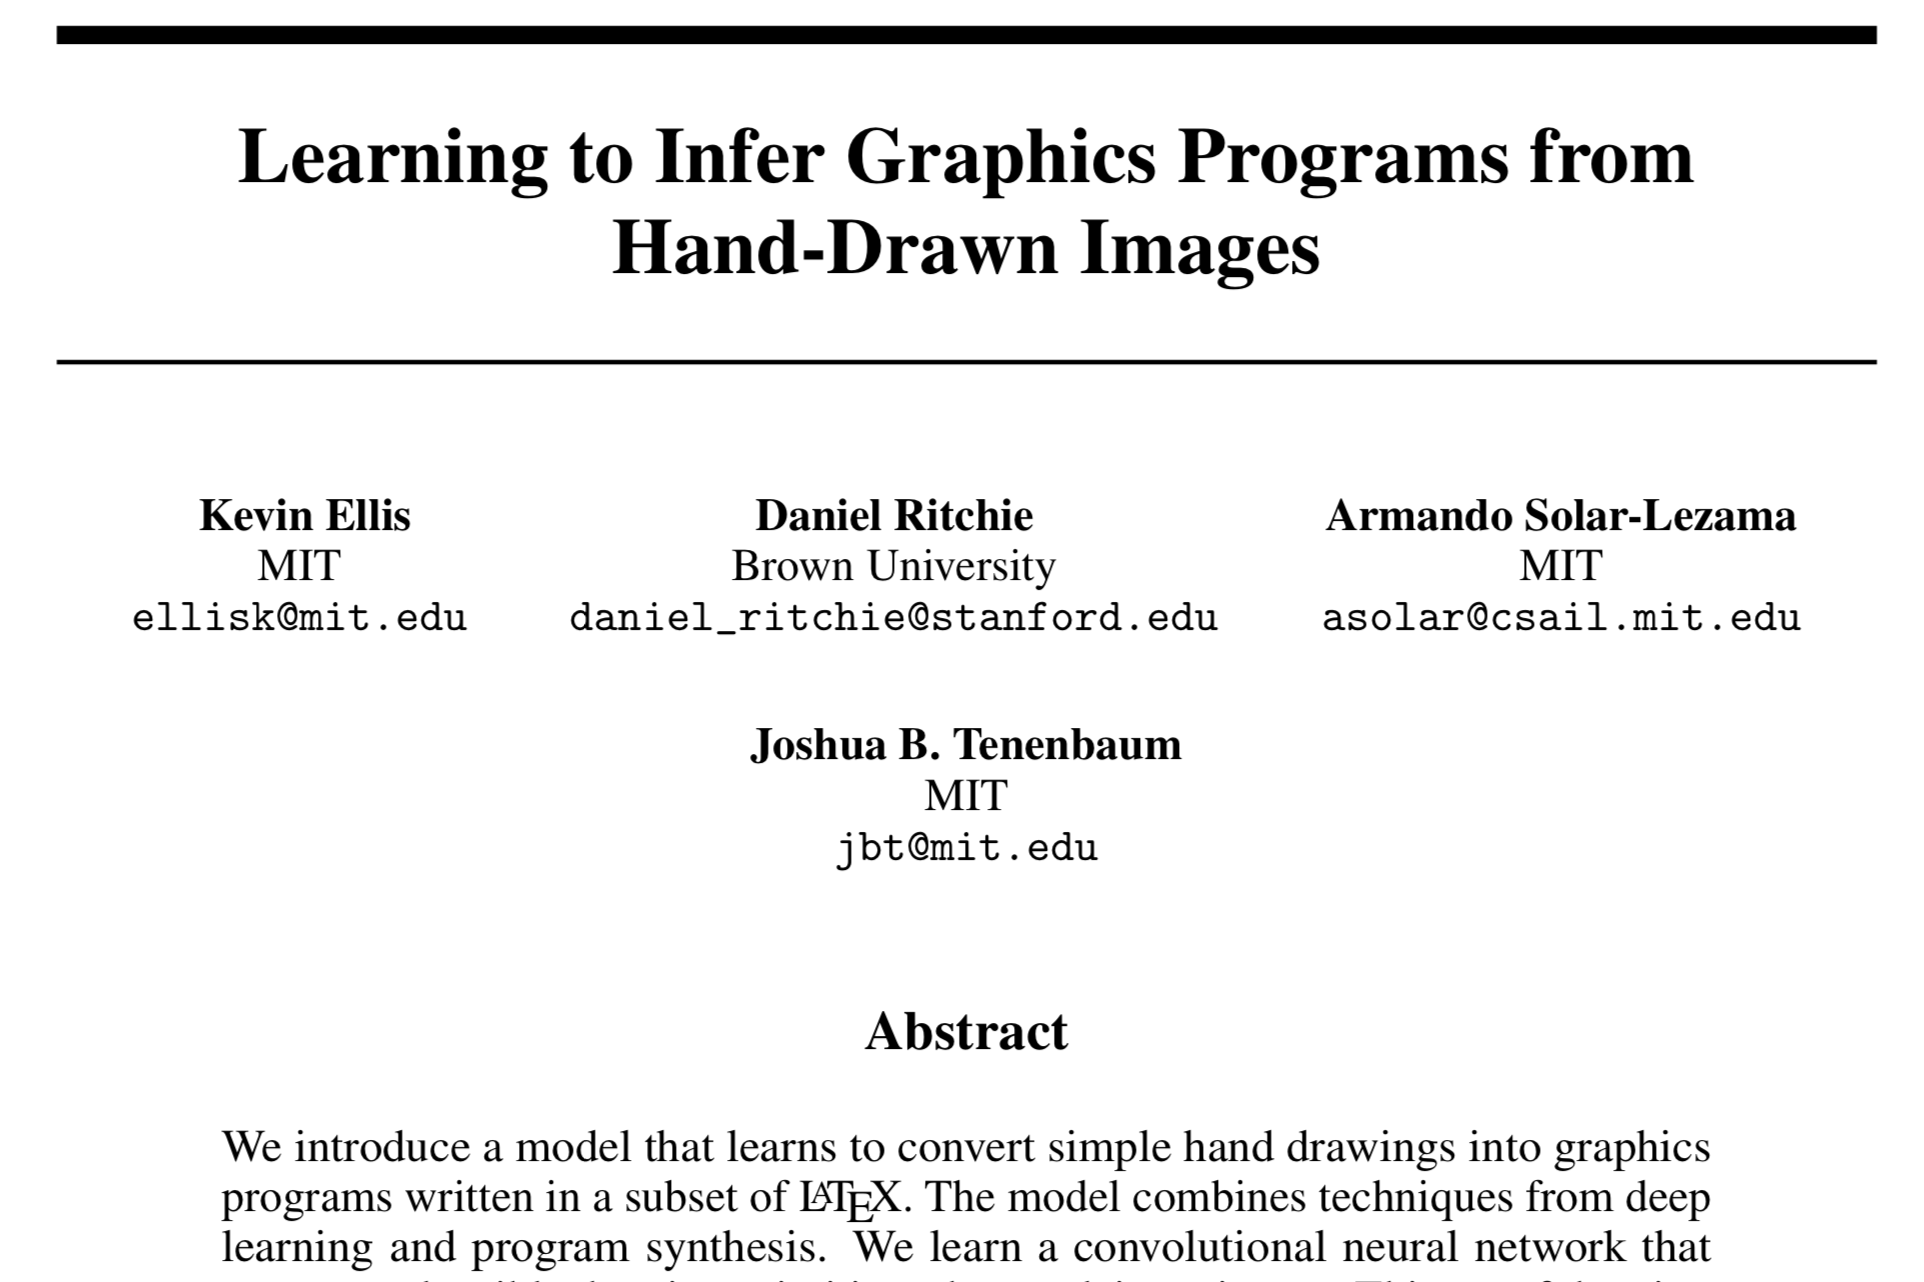 Learning to Infer Graphics Programs from
Hand-Drawn Images
Kevin Ellis
MIT
ellisk@mit.edu
Daniel Ritchie
Brown University
daniel_ritchie@stanford.edu
Armando Solar-Lezama
MIT
asolar@csail.mit.edu
Joshua B. Tenenbaum
MIT
jbt@mit.edu
Abstract
We introduce a model that learns to convert simple hand drawings into graphics
programs written in a subset of LATEX. The model combines techniques from deep
learning and program synthesis. We learn a convolutional neural network that